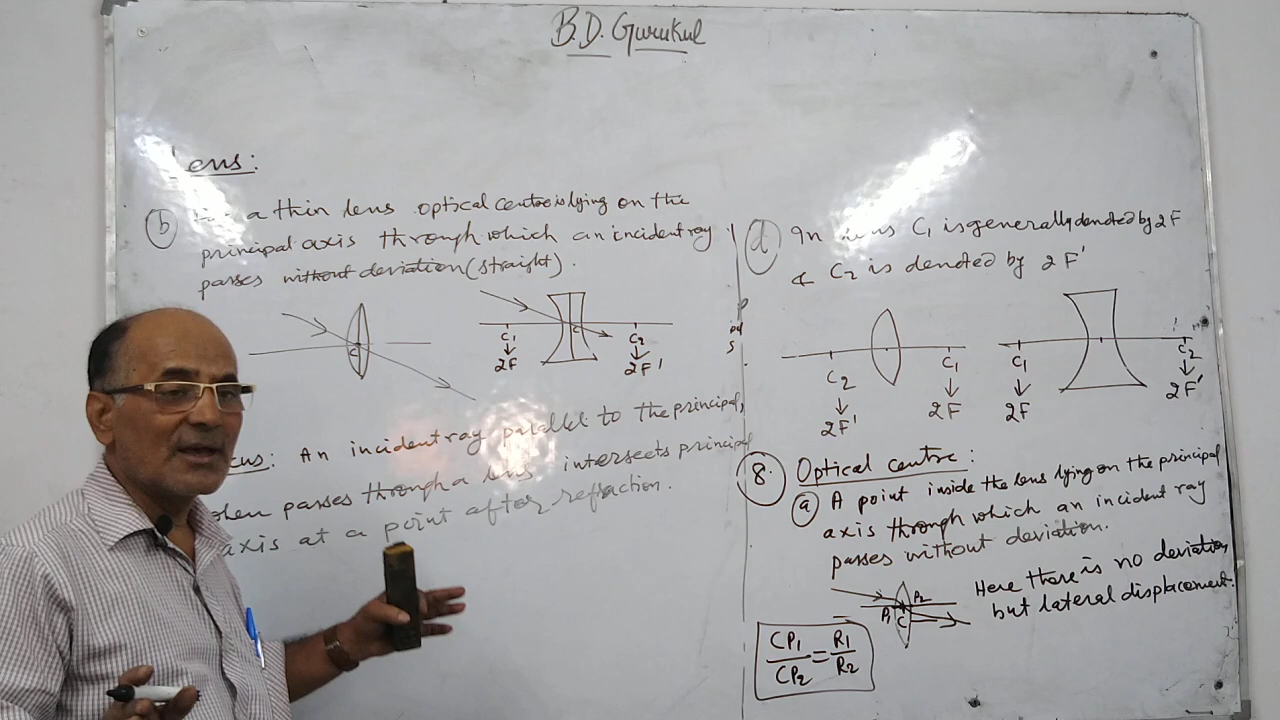 B.D. Gurukul
Lens:
(b) a thin lens optical centre is lying on the
principal axis through which an incident ray
passes without deviation (straight).
C
C
C1
2F
C2
2F'
cus: An incident ray parallel to the principal,
when passes through a lens intersects principal
axis at a point after refraction.
(d) In lens C1 is generally denoted by 2F
& C2 is denoted by 2F'
C2
2F'
C1
2F
C1
2F
C2
2F'
8. Optical centre:
(a) A point inside the lens lying on the principal
axis through which an incident ray
passes without deviation.
P1 C P2
Here there is no deviation
but lateral displacement.
CP1/CP2 = R1/R2